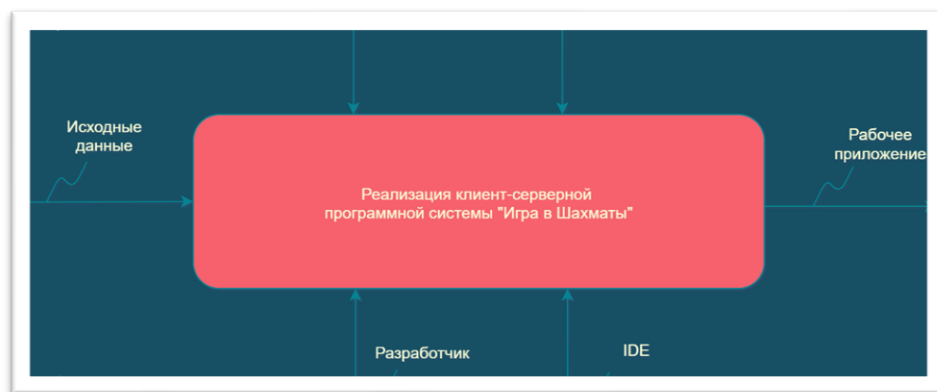 Исходные
данные
Реализация клиент-серверной
программной системы "Игра в Шахматы"
Рабочее
приложение
Разработчик
IDE